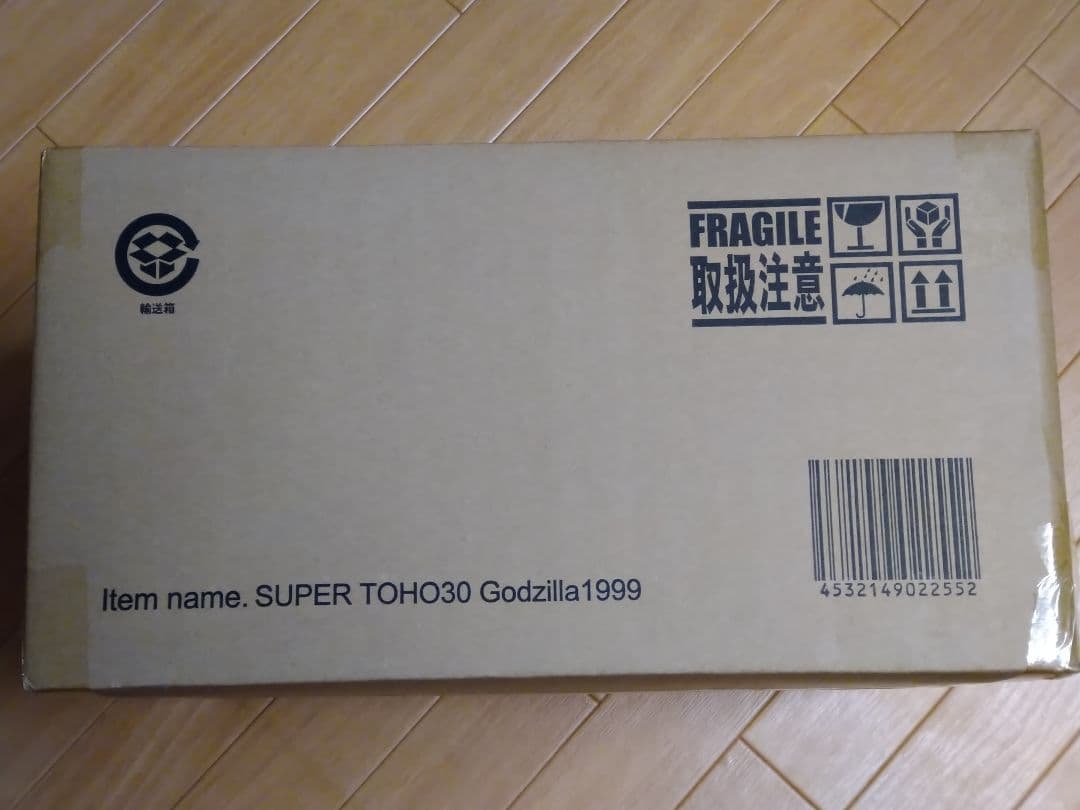 輸送箱
FRAGILE
取扱注意
4532149022552
Item name. SUPER TOHO30 Godzilla1999